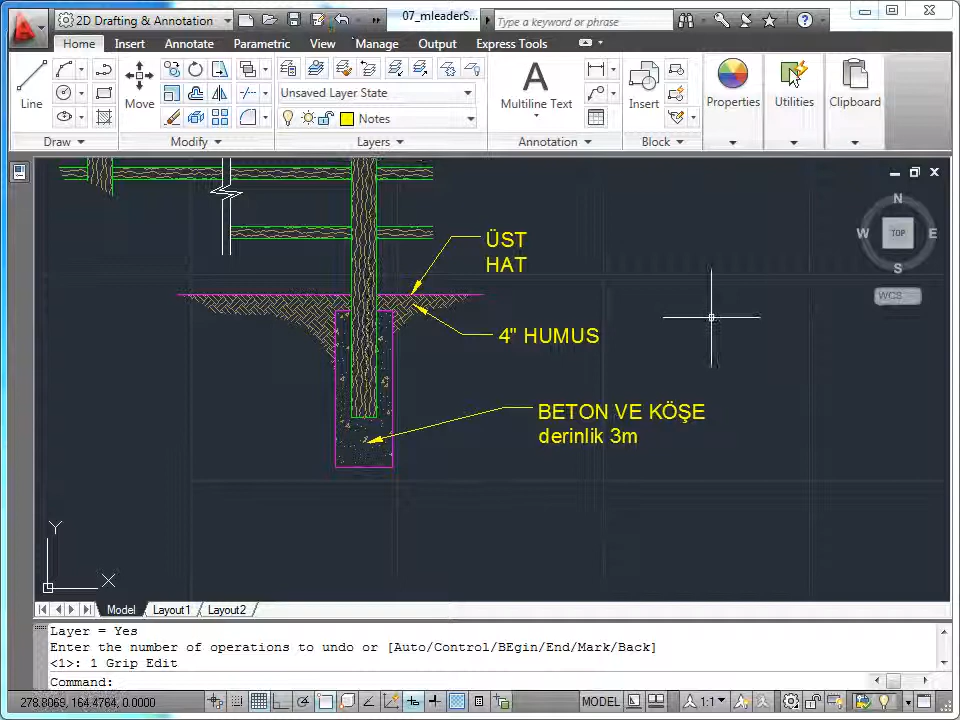 2D Drafting & Annotation
07_mleaderS...
Type a keyword or phrase
Home Insert Annotate Parametric View Manage Output Express Tools
Line
Move
Unsaved Layer State
Notes
Multiline Text
Insert
Properties
Utilities
Clipboard
Draw
Modify
Layers
Annotation
Block
ÜST
HAT
4" HUMUS
BETON VE KÖŞE
derinlik 3m
N
W TOP E
S
WCS
Y
X
Model Layout1 Layout2
Layer = Yes
Enter the number of operations to undo or [Auto/Control/BEgin/End/Mark/Back]
<1>: 1 Grip Edit
Command:
278.8069, 164.4764, 0.0000
MODEL
1:1